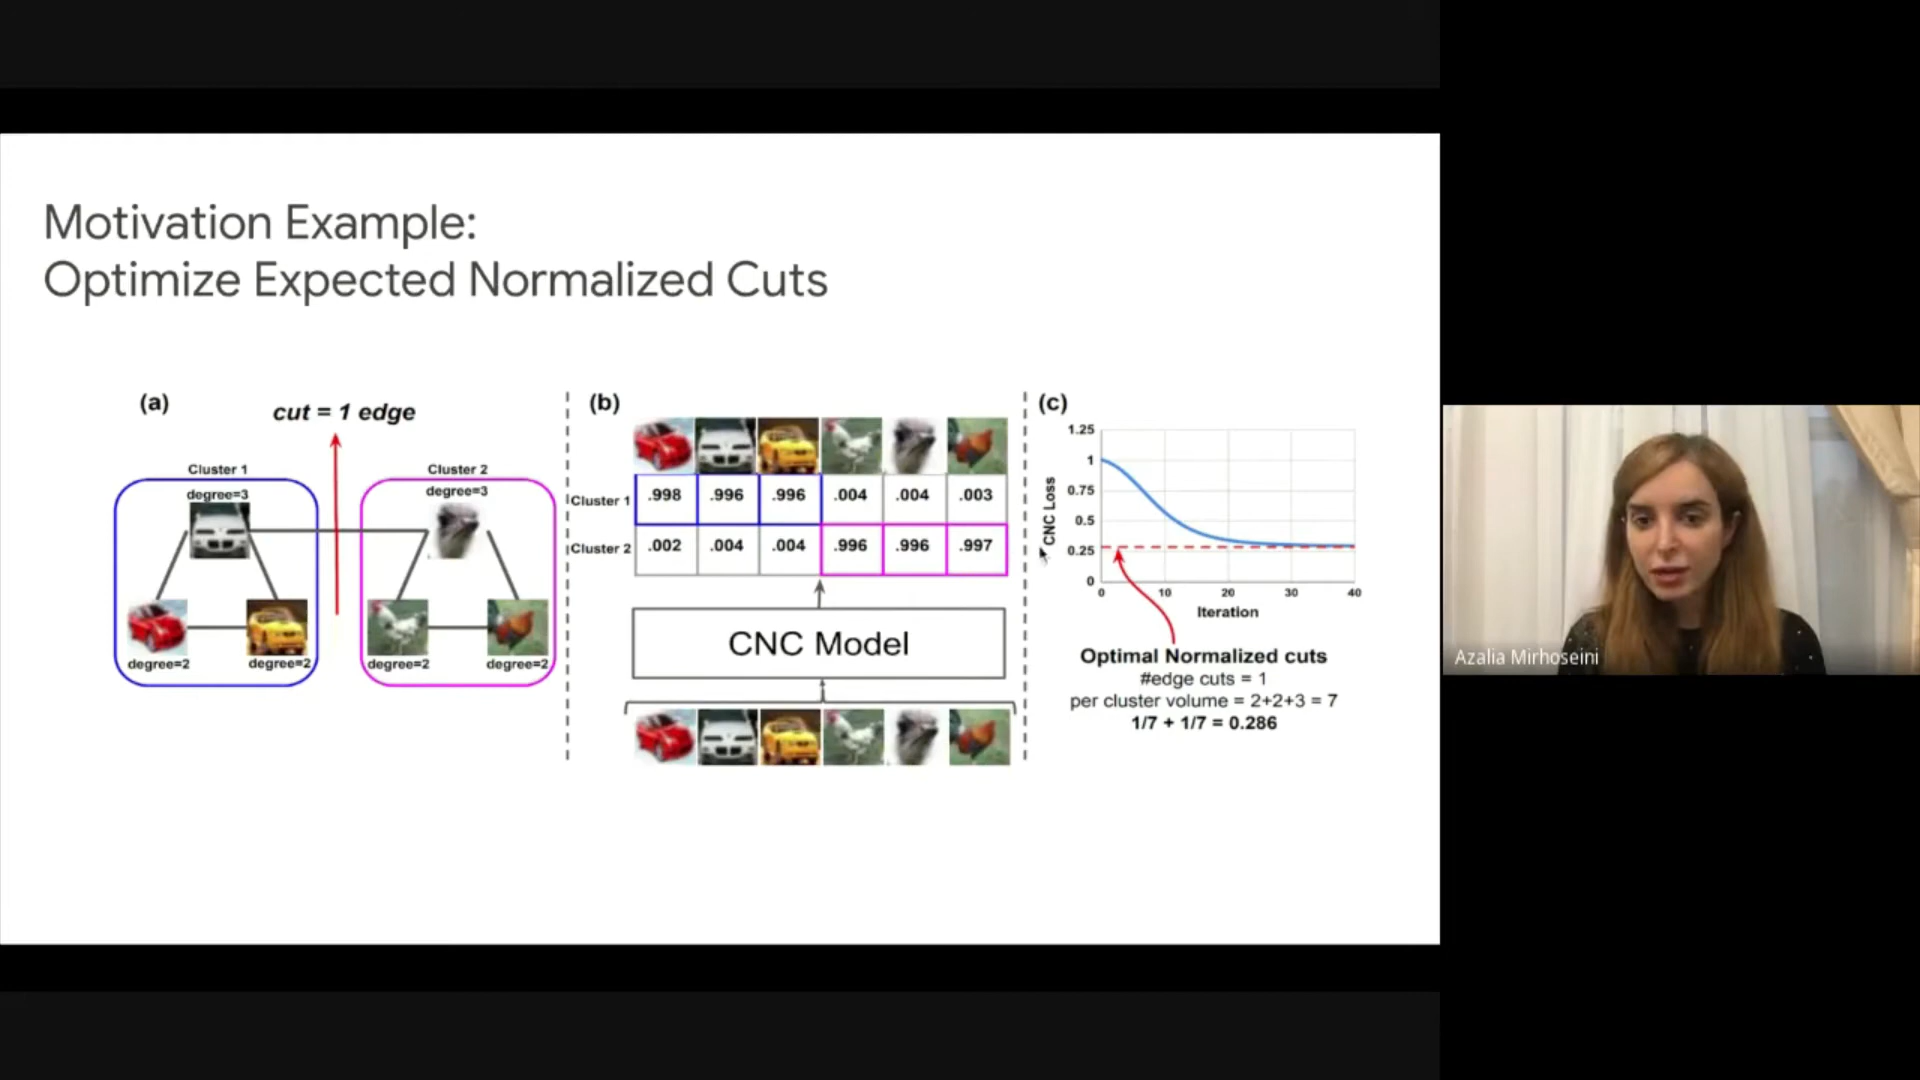 Motivation Example:
Optimize Expected Normalized Cuts
(a)
cut = 1 edge
Cluster 1
degree=3
Cluster 2
degree=3
degree=2
degree=2
degree=2
degree=2
(b)
Cluster 1
.998
.996
.996
.004
.004
.003
Cluster 2
.002
.004
.004
.996
.996
.997
CNC Model
(c)
CNC Loss
1.25
1
0.75
0.5
0.25
0
0
10
20
30
40
Iteration
Optimal Normalized cuts
#edge cuts = 1
per cluster volume = 2+2+3 = 7
1/7 + 1/7 = 0.286
Azalia Mirhoseini